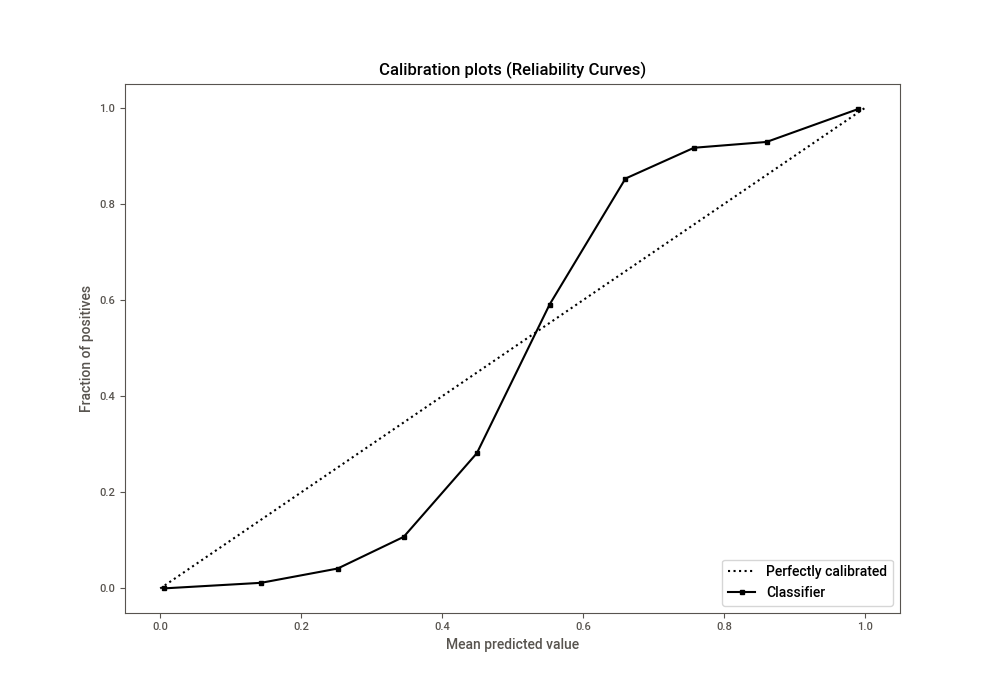 Calibration plots (Reliability Curves)
1.0
0.8
0.6
0.4
0.2
0.0
Fraction of positives
0.0 0.2 0.4 0.6 0.8 1.0
Mean predicted value
Perfectly calibrated
Classifier